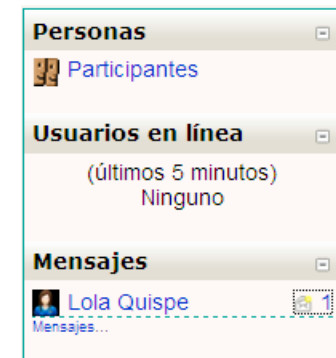 Personas
Participantes
Usuarios en línea
(últimos 5 minutos)
Ninguno
Mensajes
Lola Quispe 1
Mensajes...